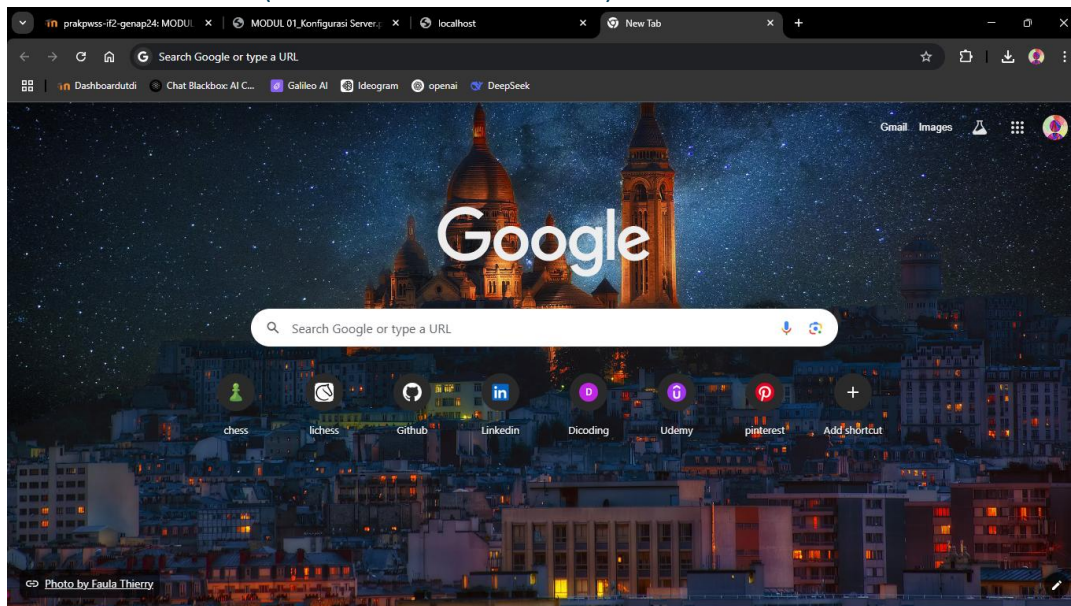 prakpwss-if2-genap24: MODUL
MODUL 01_Konfigurasi Server.p
localhost
New Tab
Search Google or type a URL
Dashboardutdi
Chat Blackbox: AI C...
Galileo AI
Ideogram
openai
DeepSeek
Gmail
Images
Google
Search Google or type a URL
chess
lichess
Github
Linkedin
Dicoding
Udemy
pinterest
Add shortcut
Photo by Faula Thierry